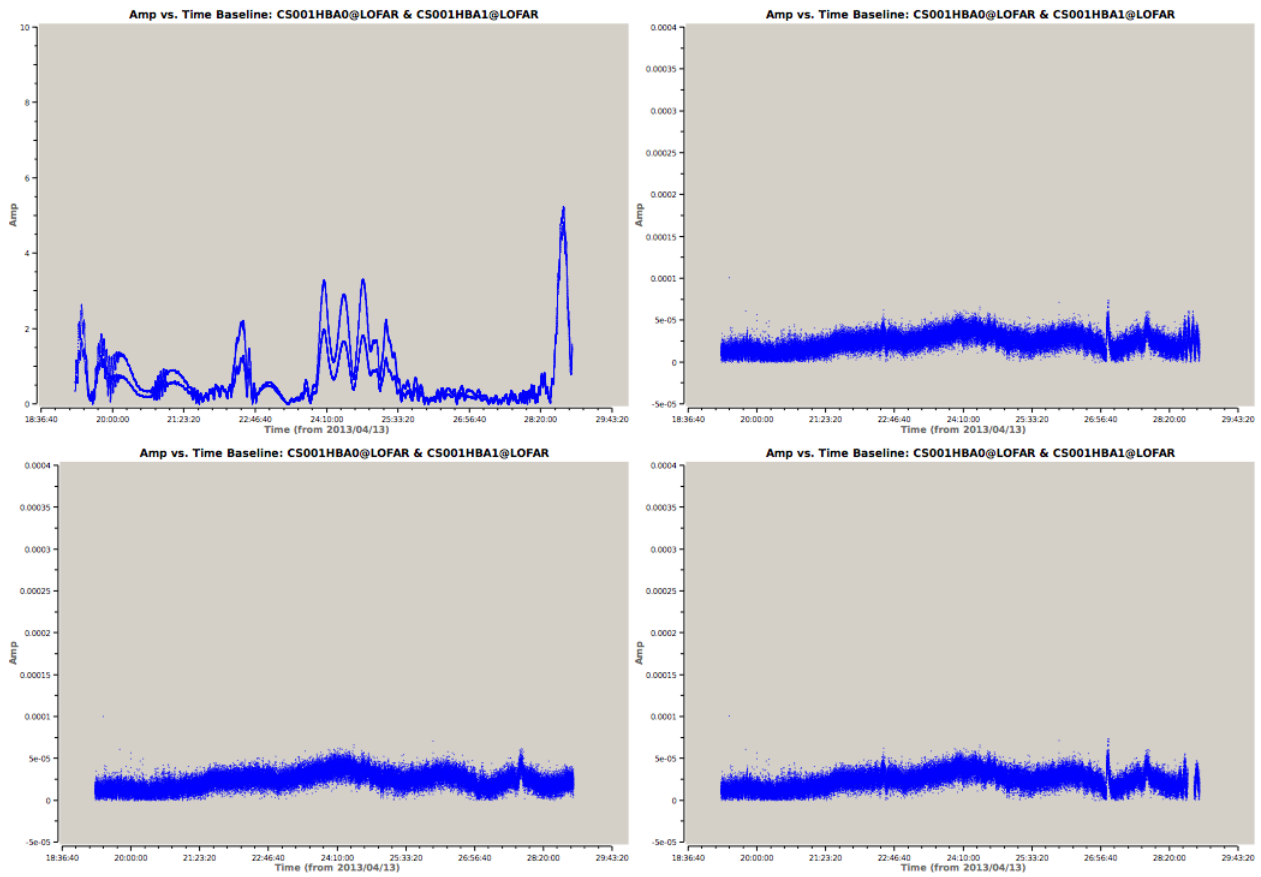 Amp vs. Time Baseline: CS001HBA0@LOFAR & CS001HBA1@LOFAR
10
8
6
4
2
0
Amp
18:36:40 20:00:00 21:23:20 22:46:40 24:10:00 25:33:20 26:56:40 28:20:00 29:43:20
Time (from 2013/04/13)
Amp vs. Time Baseline: CS001HBA0@LOFAR & CS001HBA1@LOFAR
0.0004
0.00035
0.0003
0.00025
0.0002
0.00015
0.0001
5e-05
0
-5e-05
Amp
18:36:40 20:00:00 21:23:20 22:46:40 24:10:00 25:33:20 26:56:40 28:20:00 29:43:20
Time (from 2013/04/13)
Amp vs. Time Baseline: CS001HBA0@LOFAR & CS001HBA1@LOFAR
0.0004
0.00035
0.0003
0.00025
0.0002
0.00015
0.0001
5e-05
0
-5e-05
Amp
18:36:40 20:00:00 21:23:20 22:46:40 24:10:00 25:33:20 26:56:40 28:20:00 29:43:20
Time (from 2013/04/13)
Amp vs. Time Baseline: CS001HBA0@LOFAR & CS001HBA1@LOFAR
0.0004
0.00035
0.0003
0.00025
0.0002
0.00015
0.0001
5e-05
0
-5e-05
Amp
18:36:40 20:00:00 21:23:20 22:46:40 24:10:00 25:33:20 26:56:40 28:20:00 29:43:20
Time (from 2013/04/13)